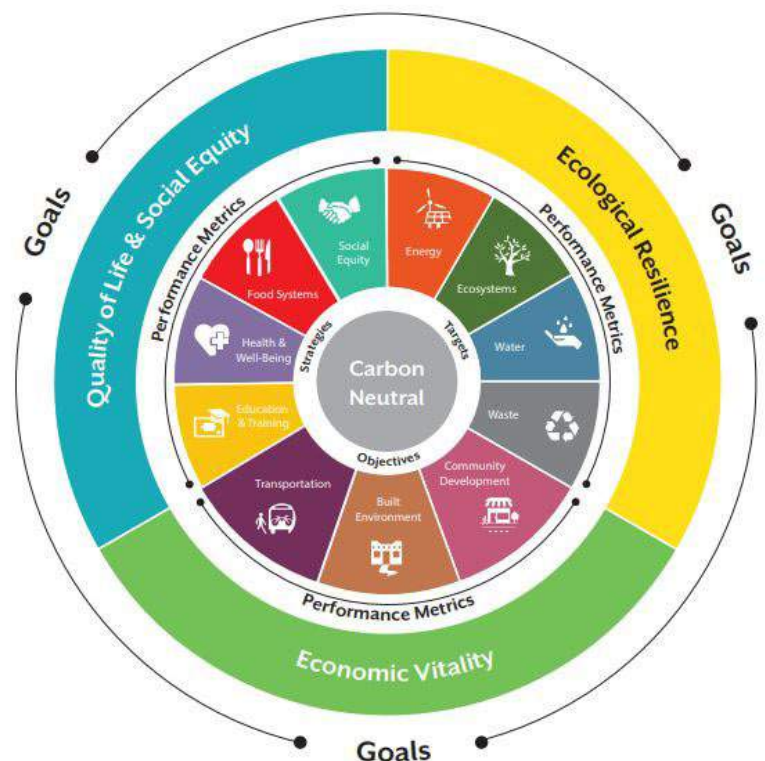 Goals
Goals
Goals
Quality of Life & Social Equity
Ecological Resilience
Economic Vitality
Performance Metrics
Performance Metrics
Performance Metrics
Social
Equity
Energy
Food Systems
Ecosystems
Health &
Well-Being
Water
Education
& Training
Waste
Transportation
Built
Environment
Community
Development
Strategies
Targets
Objectives
Carbon
Neutral